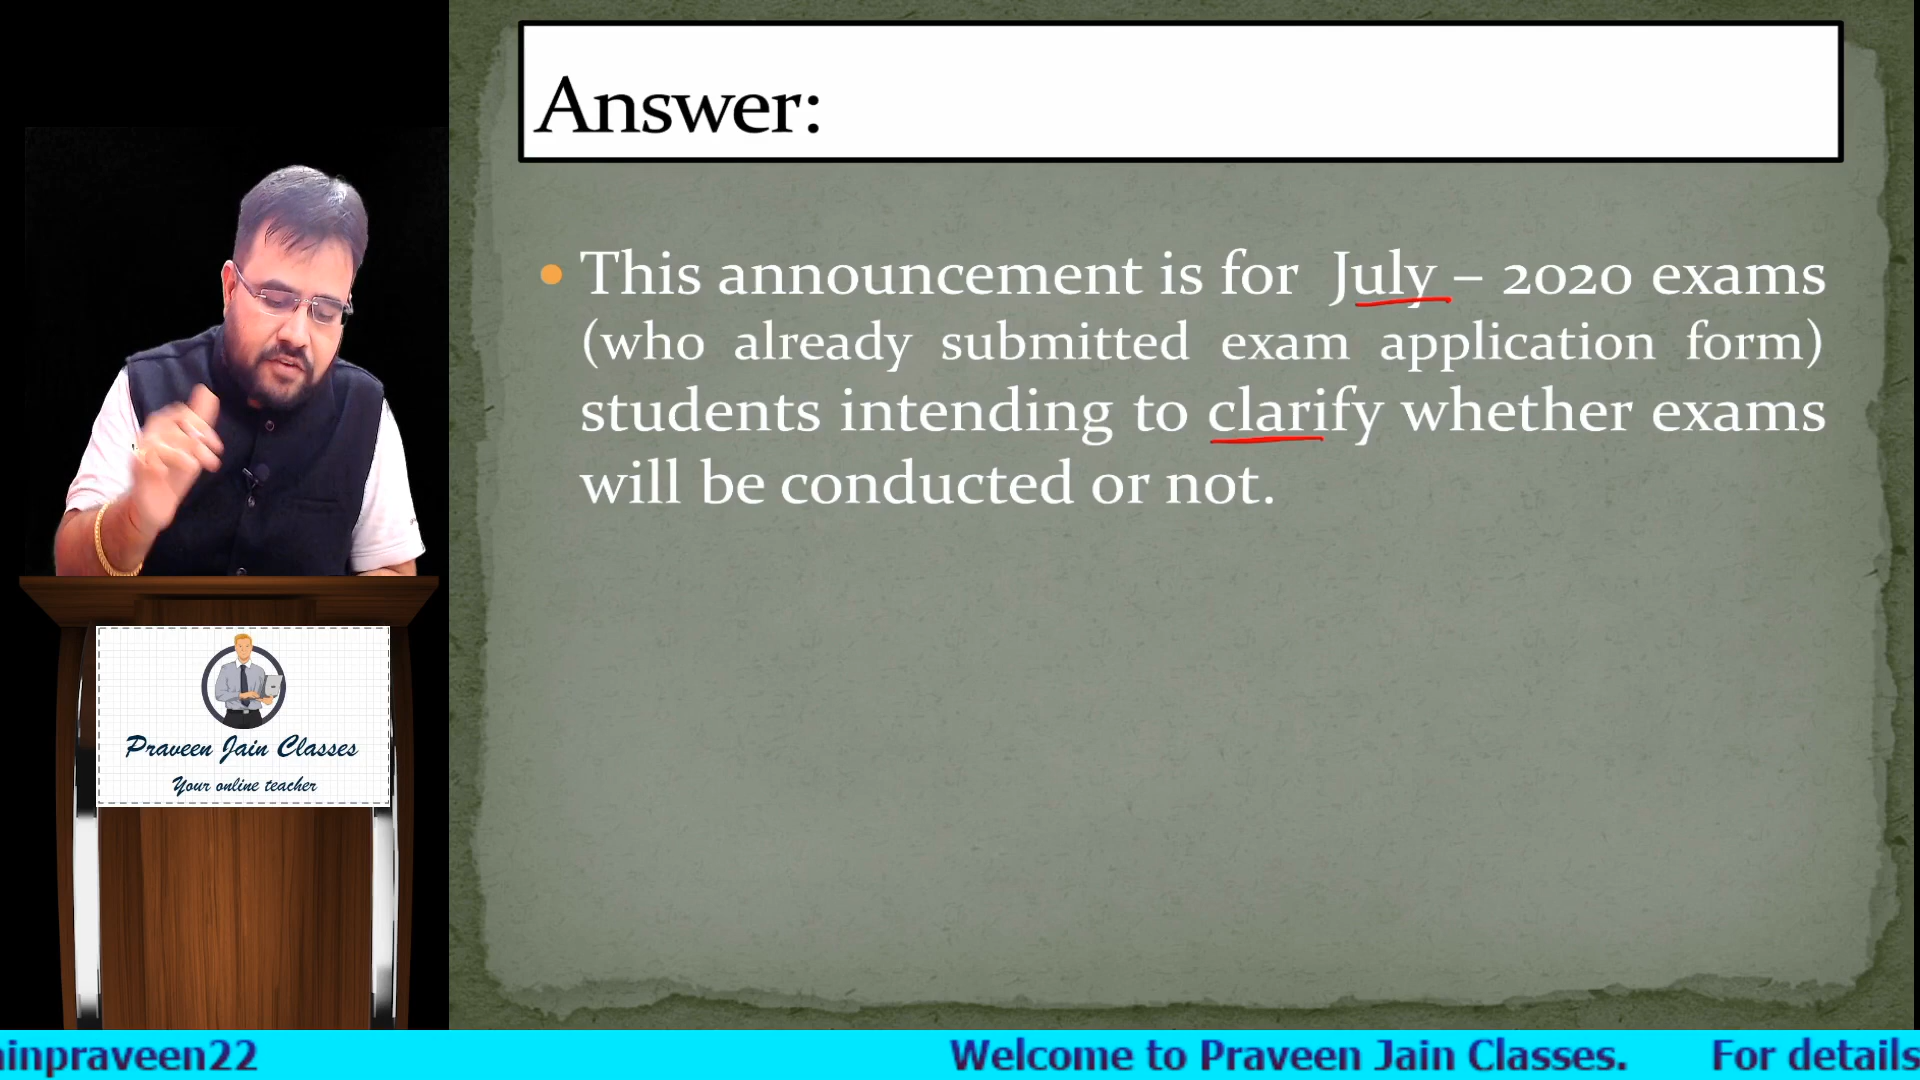 Answer:
This announcement is for July – 2020 exams
(who already submitted exam application form)
students intending to clarify whether exams
will be conducted or not.
Praveen Jain Classes
Your online teacher
ainpraveen22 Welcome to Praveen Jain Classes. For details